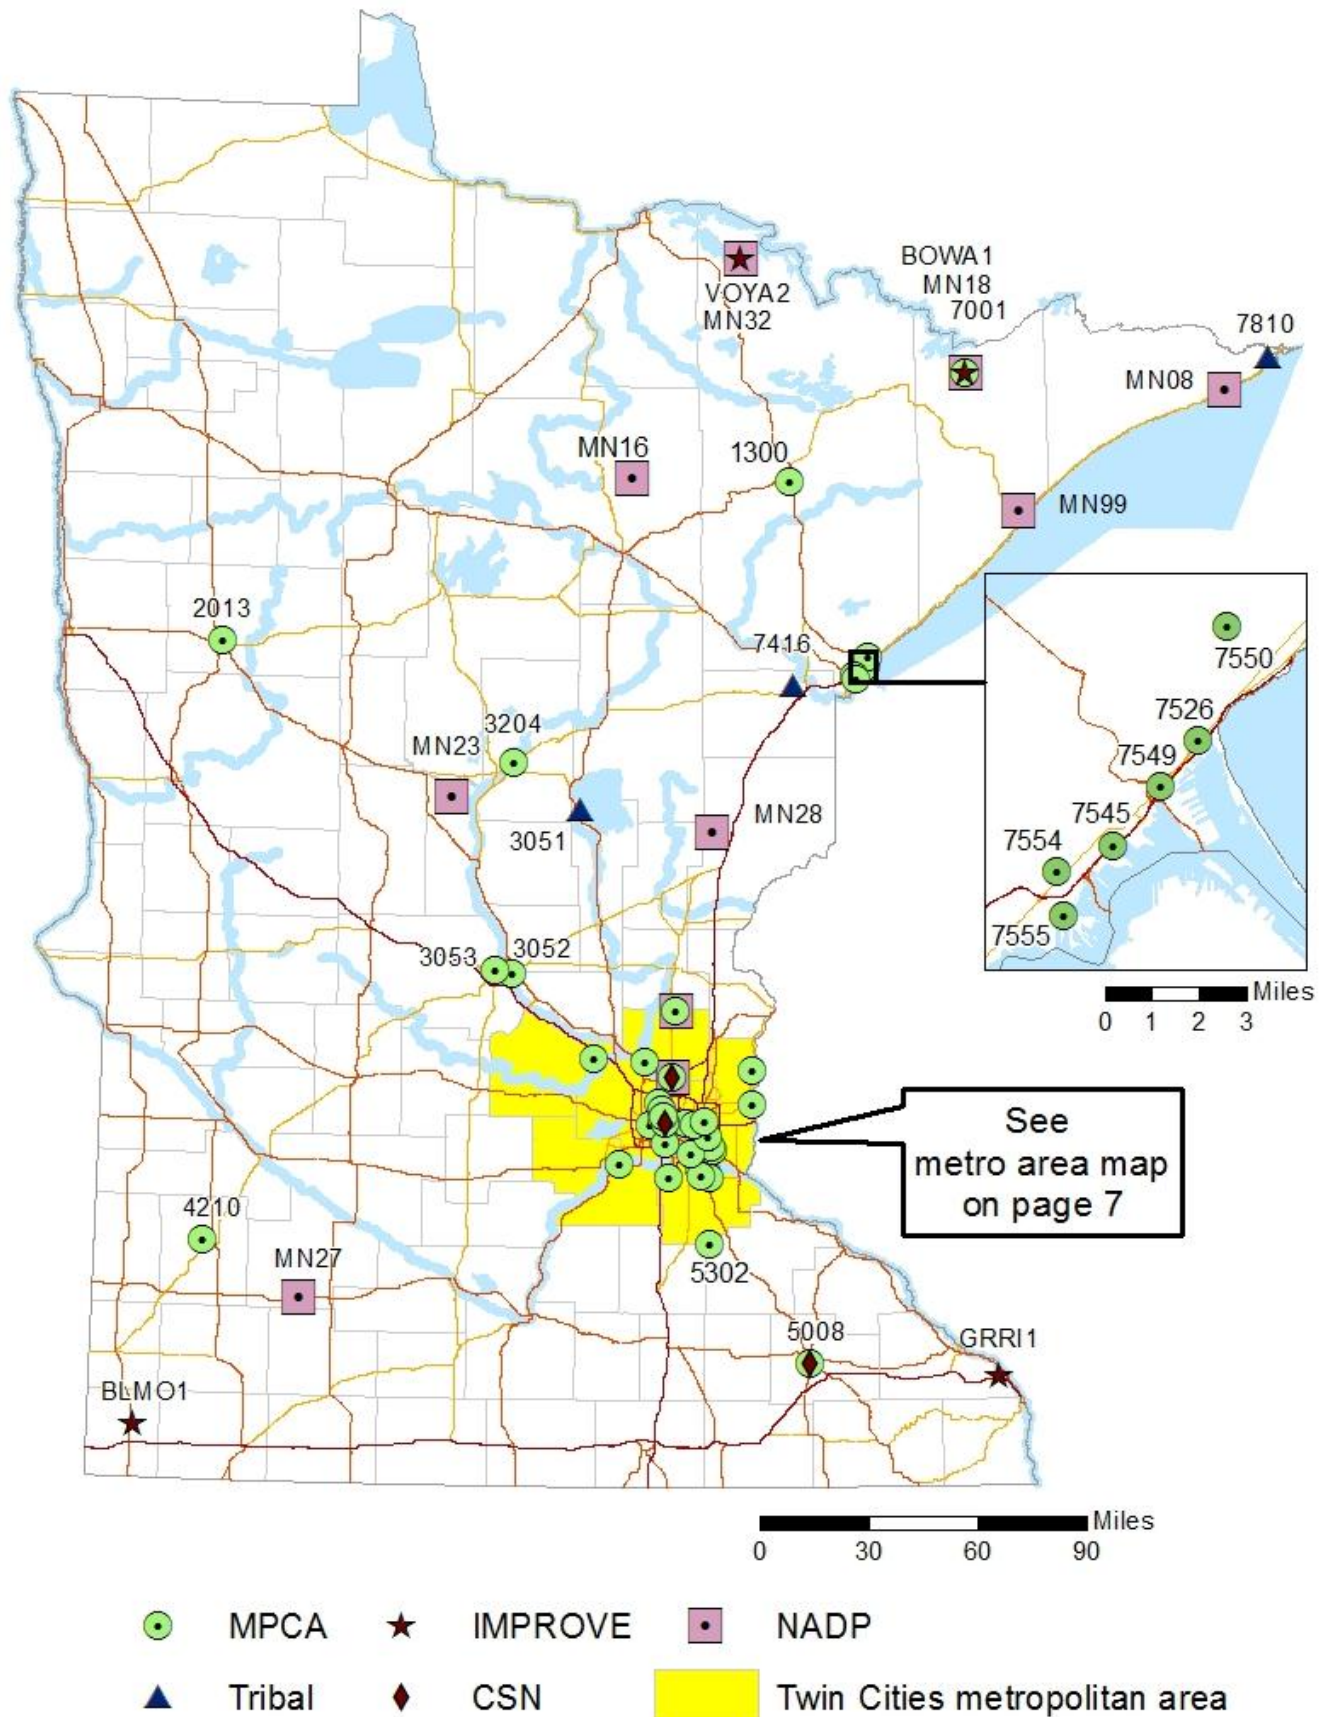 BOWA1
MN18
7001
VOYA2
MN32
7810
MN08
MN16
1300
MN99
2013
7416
7550
7526
7549
7545
7554
7555
3204
MN23
MN28
3051
3053
3052
Miles
0 1 2 3
See
metro area map
on page 7
4210
MN27
5302
5008
GRRI1
BLMO1
Miles
0 30 60 90
MPCA IMPROVE NADP
Tribal CSN Twin Cities metropolitan area